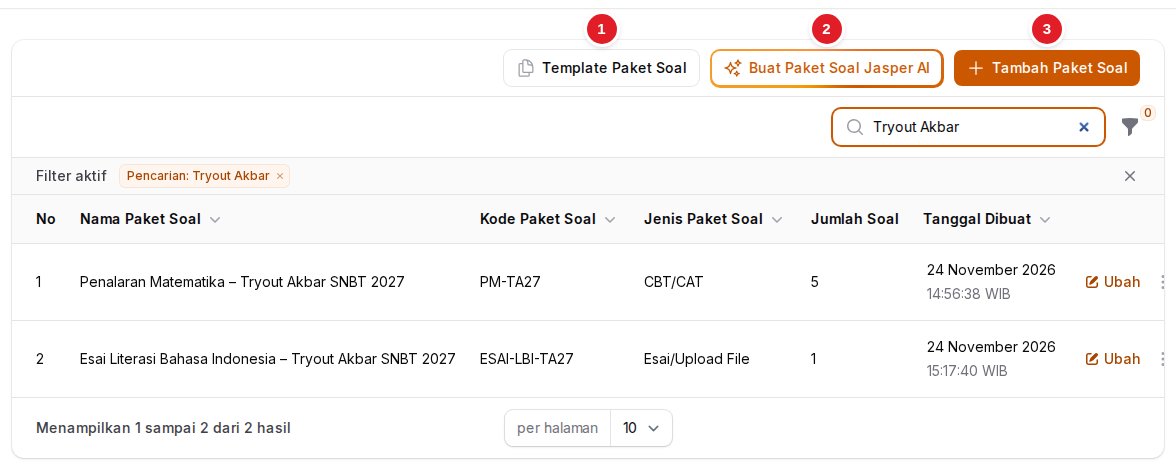 1 2 3
Template Paket Soal Buat Paket Soal Jasper AI Tambah Paket Soal
Tryout Akbar 0
Filter aktif Pencarian: Tryout Akbar
No Nama Paket Soal Kode Paket Soal Jenis Paket Soal Jumlah Soal Tanggal Dibuat
1 Penalaran Matematika – Tryout Akbar SNBT 2027 PM-TA27 CBT/CAT 5 24 November 2026 14:56:38 WIB Ubah
2 Esai Literasi Bahasa Indonesia – Tryout Akbar SNBT 2027 ESAI-LBI-TA27 Esai/Upload File 1 24 November 2026 15:17:40 WIB Ubah
Menampilkan 1 sampai 2 dari 2 hasil per halaman 10